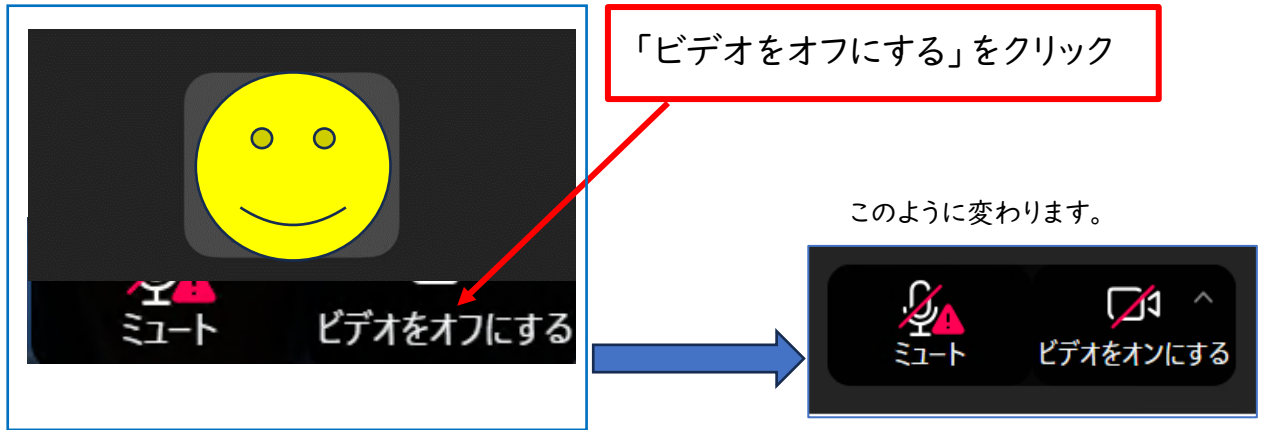 「ビデオをオフにする」をクリック
ミュート
ビデオをオフにする
このように変わります。
ミュート
ビデオをオンにする